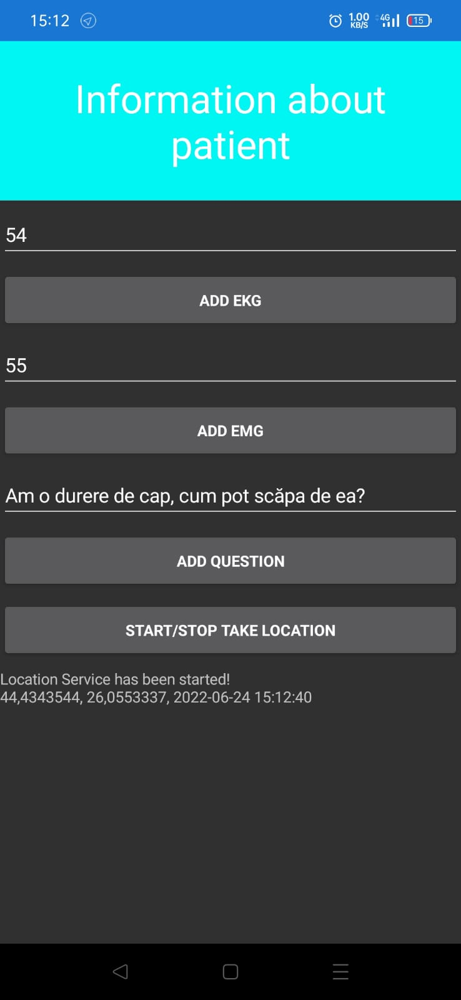 15:12 1.00 KB/S 4G 15
Information about
patient
54
ADD EKG
55
ADD EMG
Am o durere de cap, cum pot scăpa de ea?
ADD QUESTION
START/STOP TAKE LOCATION
Location Service has been started!
44,4343544, 26,0553337, 2022-06-24 15:12:40